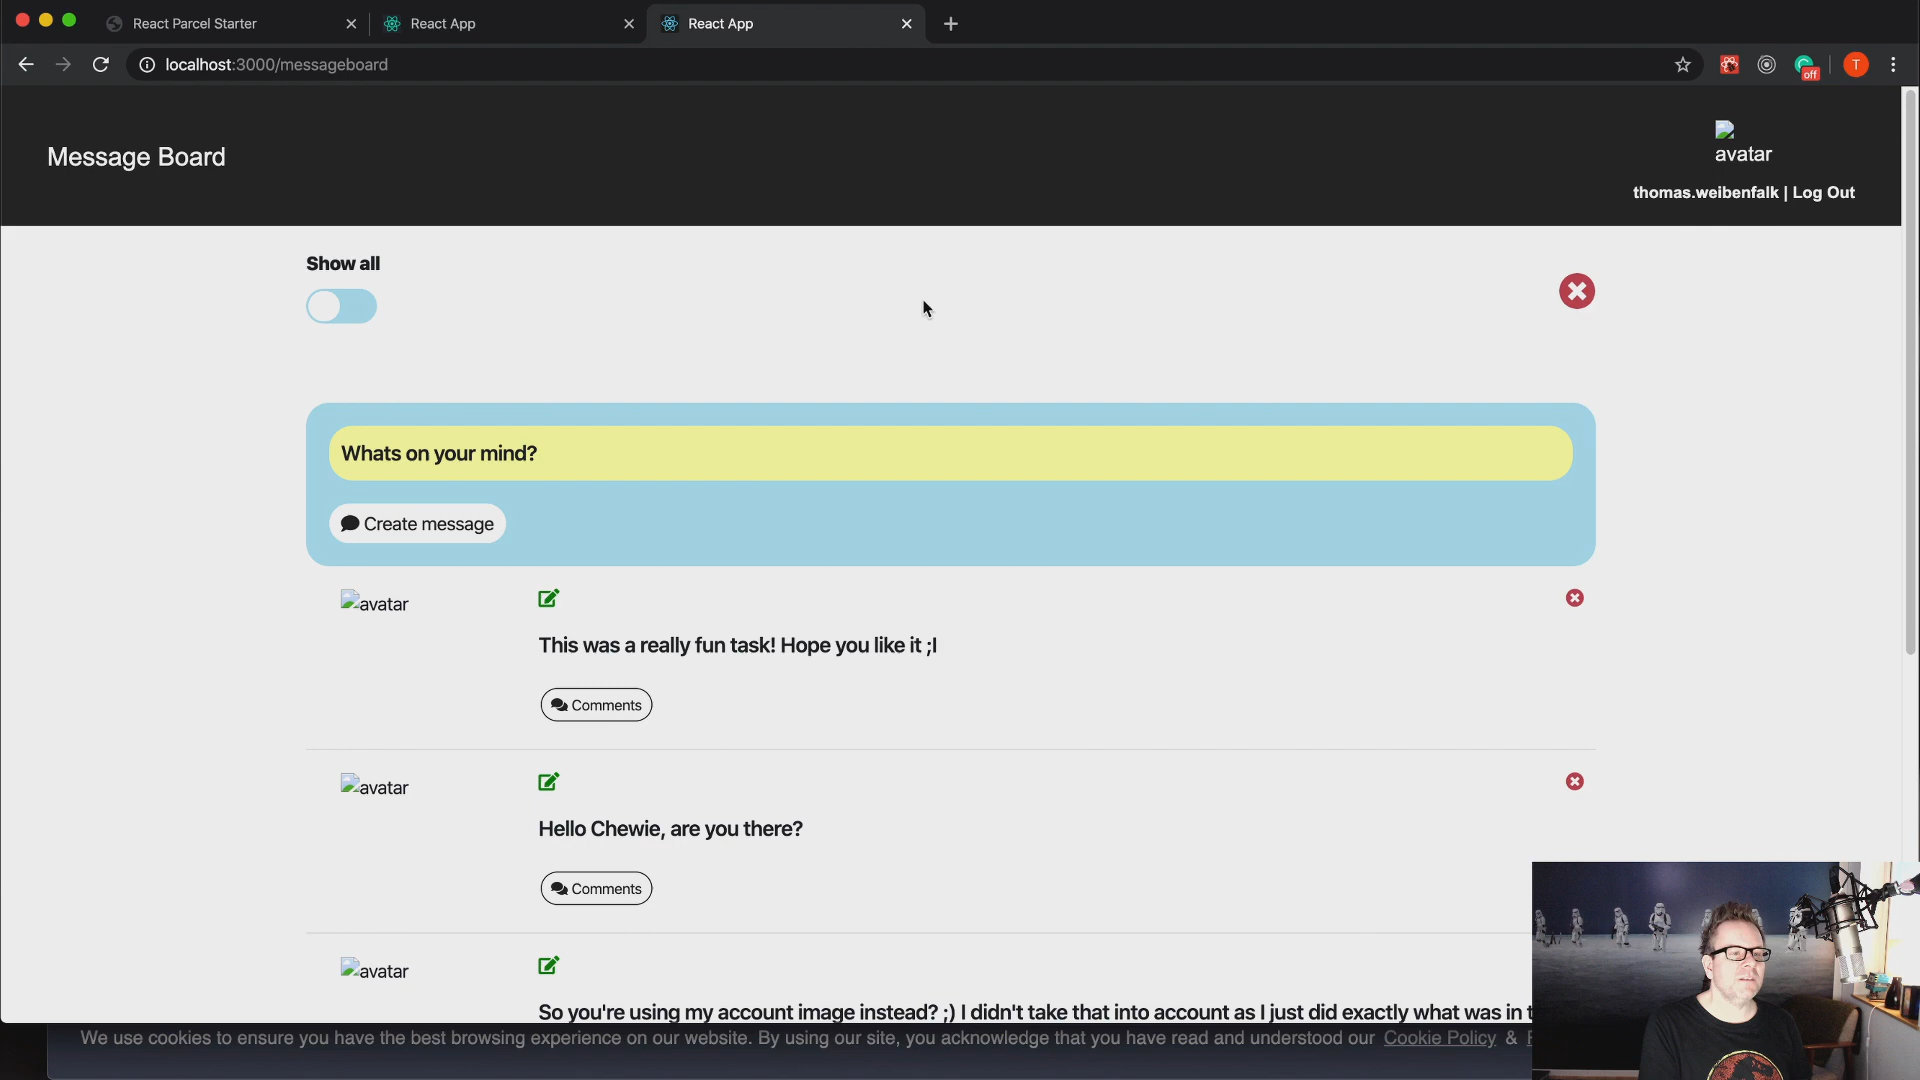 React Parcel Starter
React App
React App
localhost:3000/messageboard
off
T
Message Board
avatar
thomas.weibenfalk | Log Out
Show all
Whats on your mind?
Create message
avatar
This was a really fun task! Hope you like it ;I
Comments
avatar
Hello Chewie, are you there?
Comments
avatar
So you're using my account image instead? ;) I didn't take that into account as I just did exactly what was in
We use cookies to ensure you have the best browsing experience on our website. By using our site, you acknowledge that you have read and understood our Cookie Policy &